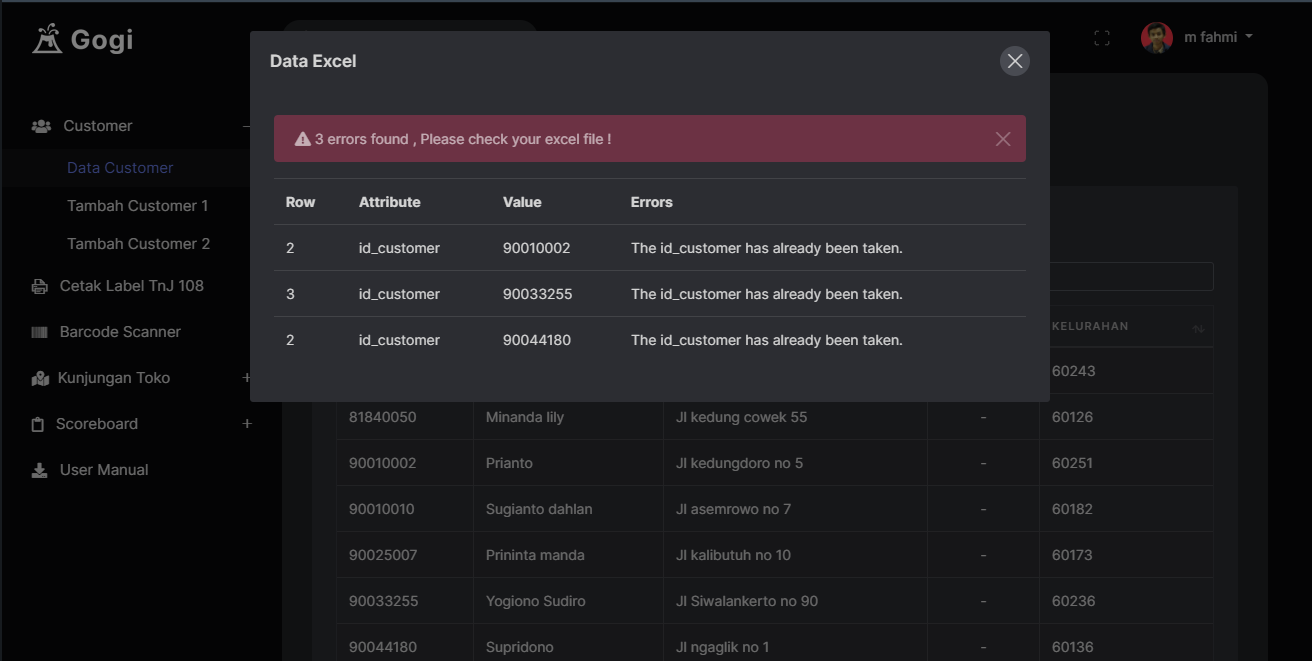 Gogi
m fahmi
Customer
Data Customer
Tambah Customer 1
Tambah Customer 2
Cetak Label TnJ 108
Barcode Scanner
Kunjungan Toko
Scoreboard
User Manual
Data Excel
3 errors found , Please check your excel file !
Row Attribute Value Errors
2 id_customer 90010002 The id_customer has already been taken.
3 id_customer 90033255 The id_customer has already been taken.
2 id_customer 90044180 The id_customer has already been taken.
KELURAHAN
60243
81840050 Minanda lily Jl kedung cowek 55 - 60126
90010002 Prianto Jl kedungdoro no 5 - 60251
90010010 Sugianto dahlan Jl asemrowo no 7 - 60182
90025007 Prininta manda Jl kalibutuh no 10 - 60173
90033255 Yogiono Sudiro Jl Siwalankerto no 90 - 60236
90044180 Supridono Jl ngaglik no 1 - 60136